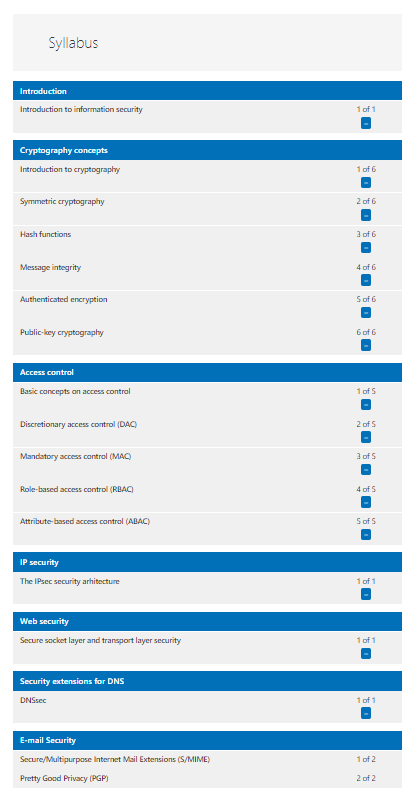 Syllabus
Introduction
Introduction to information security 1 of 1
Cryptography concepts
Introduction to cryptography 1 of 6
Symmetric cryptography 2 of 6
Hash functions 3 of 6
Message integrity 4 of 6
Authenticated encryption 5 of 6
Public-key cryptography 6 of 6
Access control
Basic concepts on access control 1 of 5
Discretionary access control (DAC) 2 of 5
Mandatory access control (MAC) 3 of 5
Role-based access control (RBAC) 4 of 5
Attribute-based access control (ABAC) 5 of 5
IP security
The IPsec security arhitecture 1 of 1
Web security
Secure socket layer and transport layer security 1 of 1
Security extensions for DNS
DNSsec 1 of 1
E-mail Security
Secure/Multipurpose Internet Mail Extensions (S/MIME) 1 of 2
Pretty Good Privacy (PGP) 2 of 2